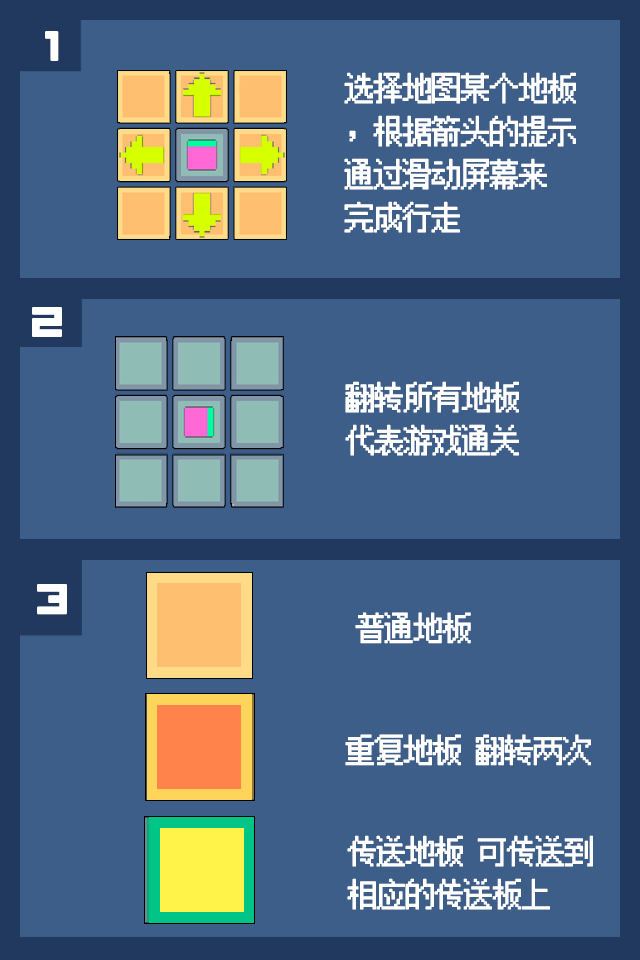 1
选择地图某个地板
，根据箭头的提示
通过滑动屏幕来
完成行走
2
翻转所有地板
代表游戏通关
3
普通地板
重复地板 翻转两次
传送地板 可传送到
相应的传送板上